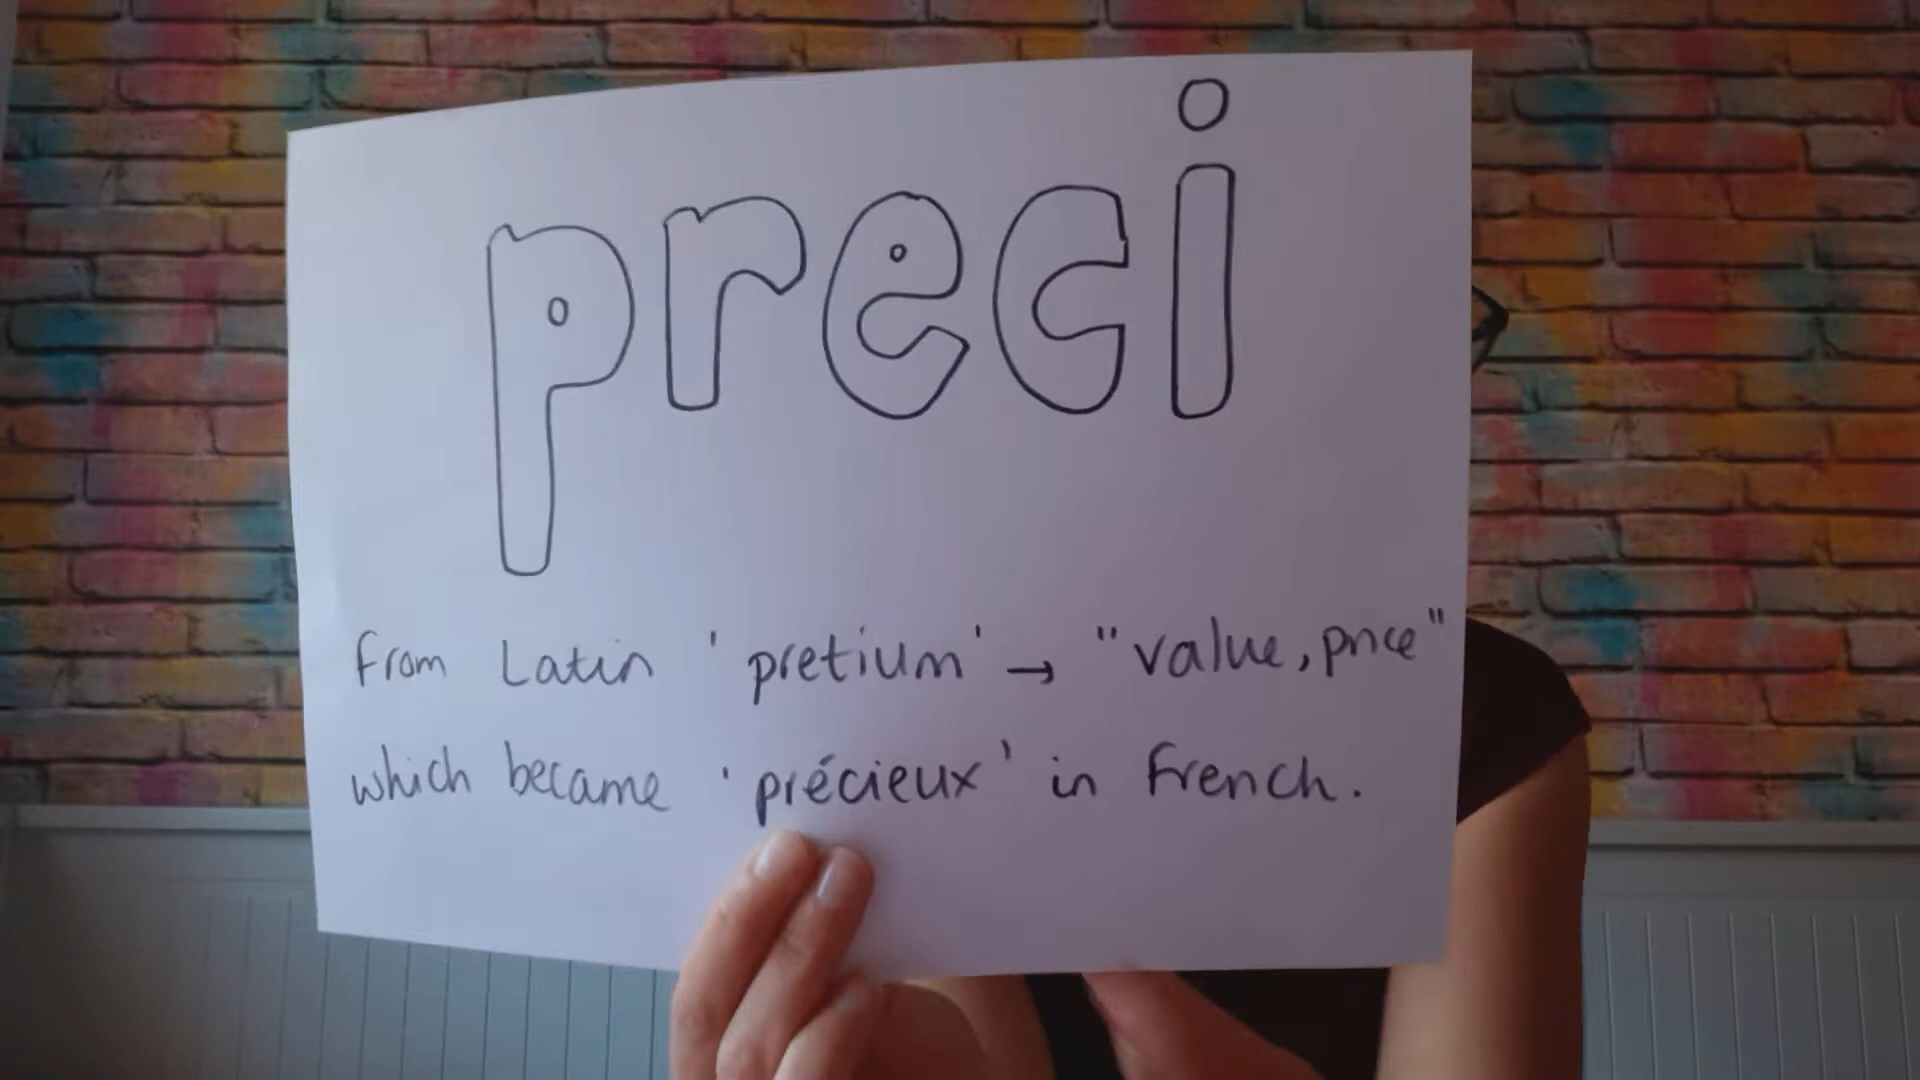 preci
from Latin 'pretium' → "value, price"
which became 'précieux' in French.